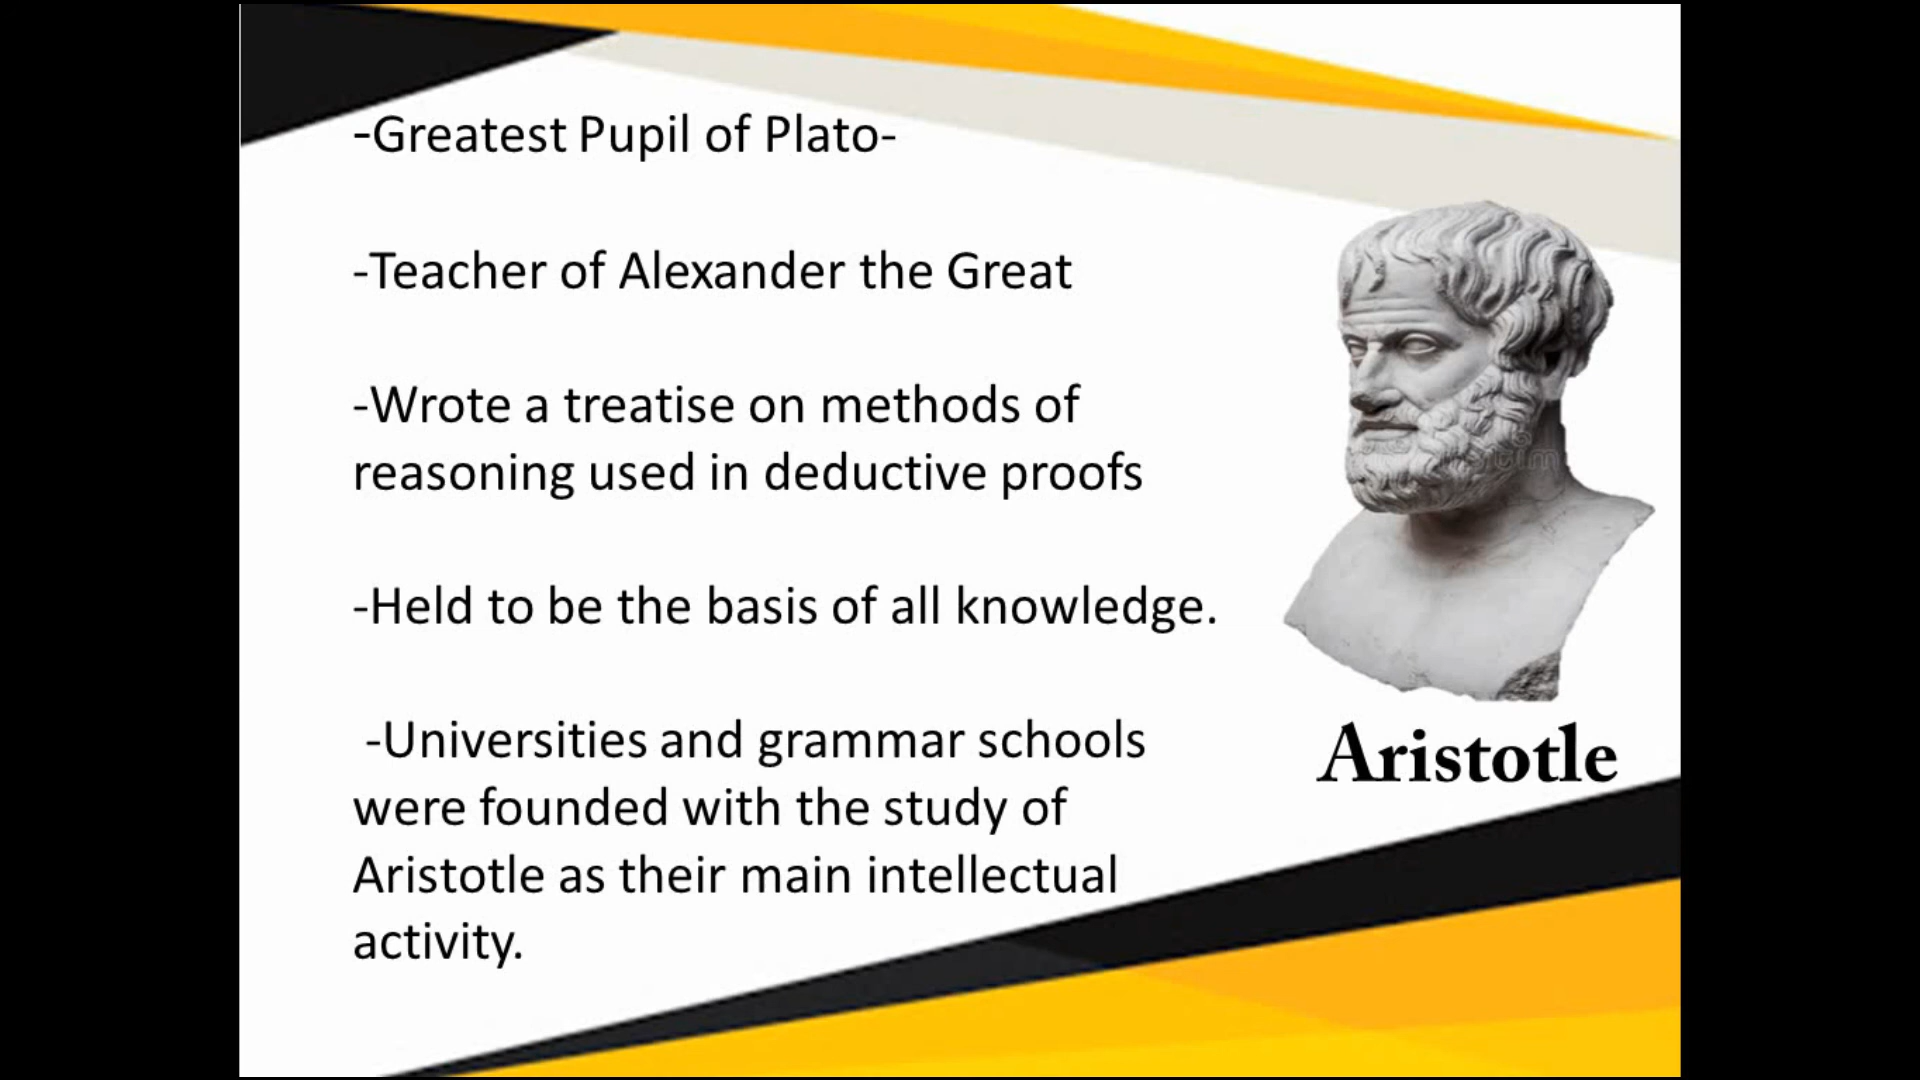 -Greatest Pupil of Plato-
-Teacher of Alexander the Great
-Wrote a treatise on methods of
reasoning used in deductive proofs
-Held to be the basis of all knowledge.
-Universities and grammar schools
were founded with the study of
Aristotle as their main intellectual
activity.
Aristotle